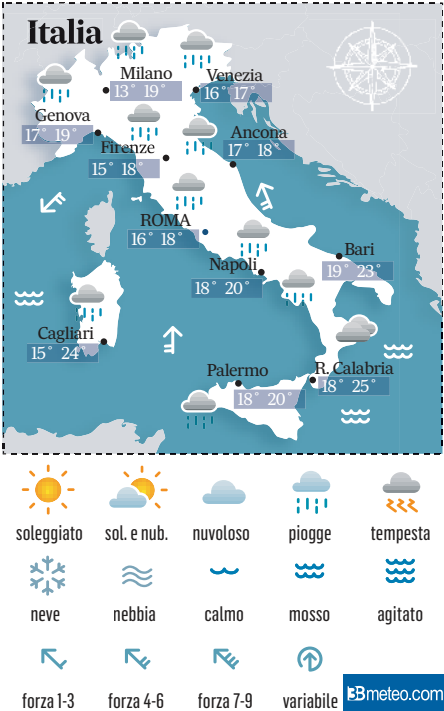 Italia
Milano
13° 19°
Venezia
16° 17°
Genova
17° 19°
Firenze
15° 18°
Ancona
17° 18°
ROMA
16° 18°
Napoli
18° 20°
Bari
19° 23°
Cagliari
15° 24°
Palermo
18° 20°
R. Calabria
18° 25°
soleggiato sol. e nub. nuvoloso piogge tempesta
neve nebbia calmo mosso agitato
forza 1-3 forza 4-6 forza 7-9 variabile
3Bmeteo.com